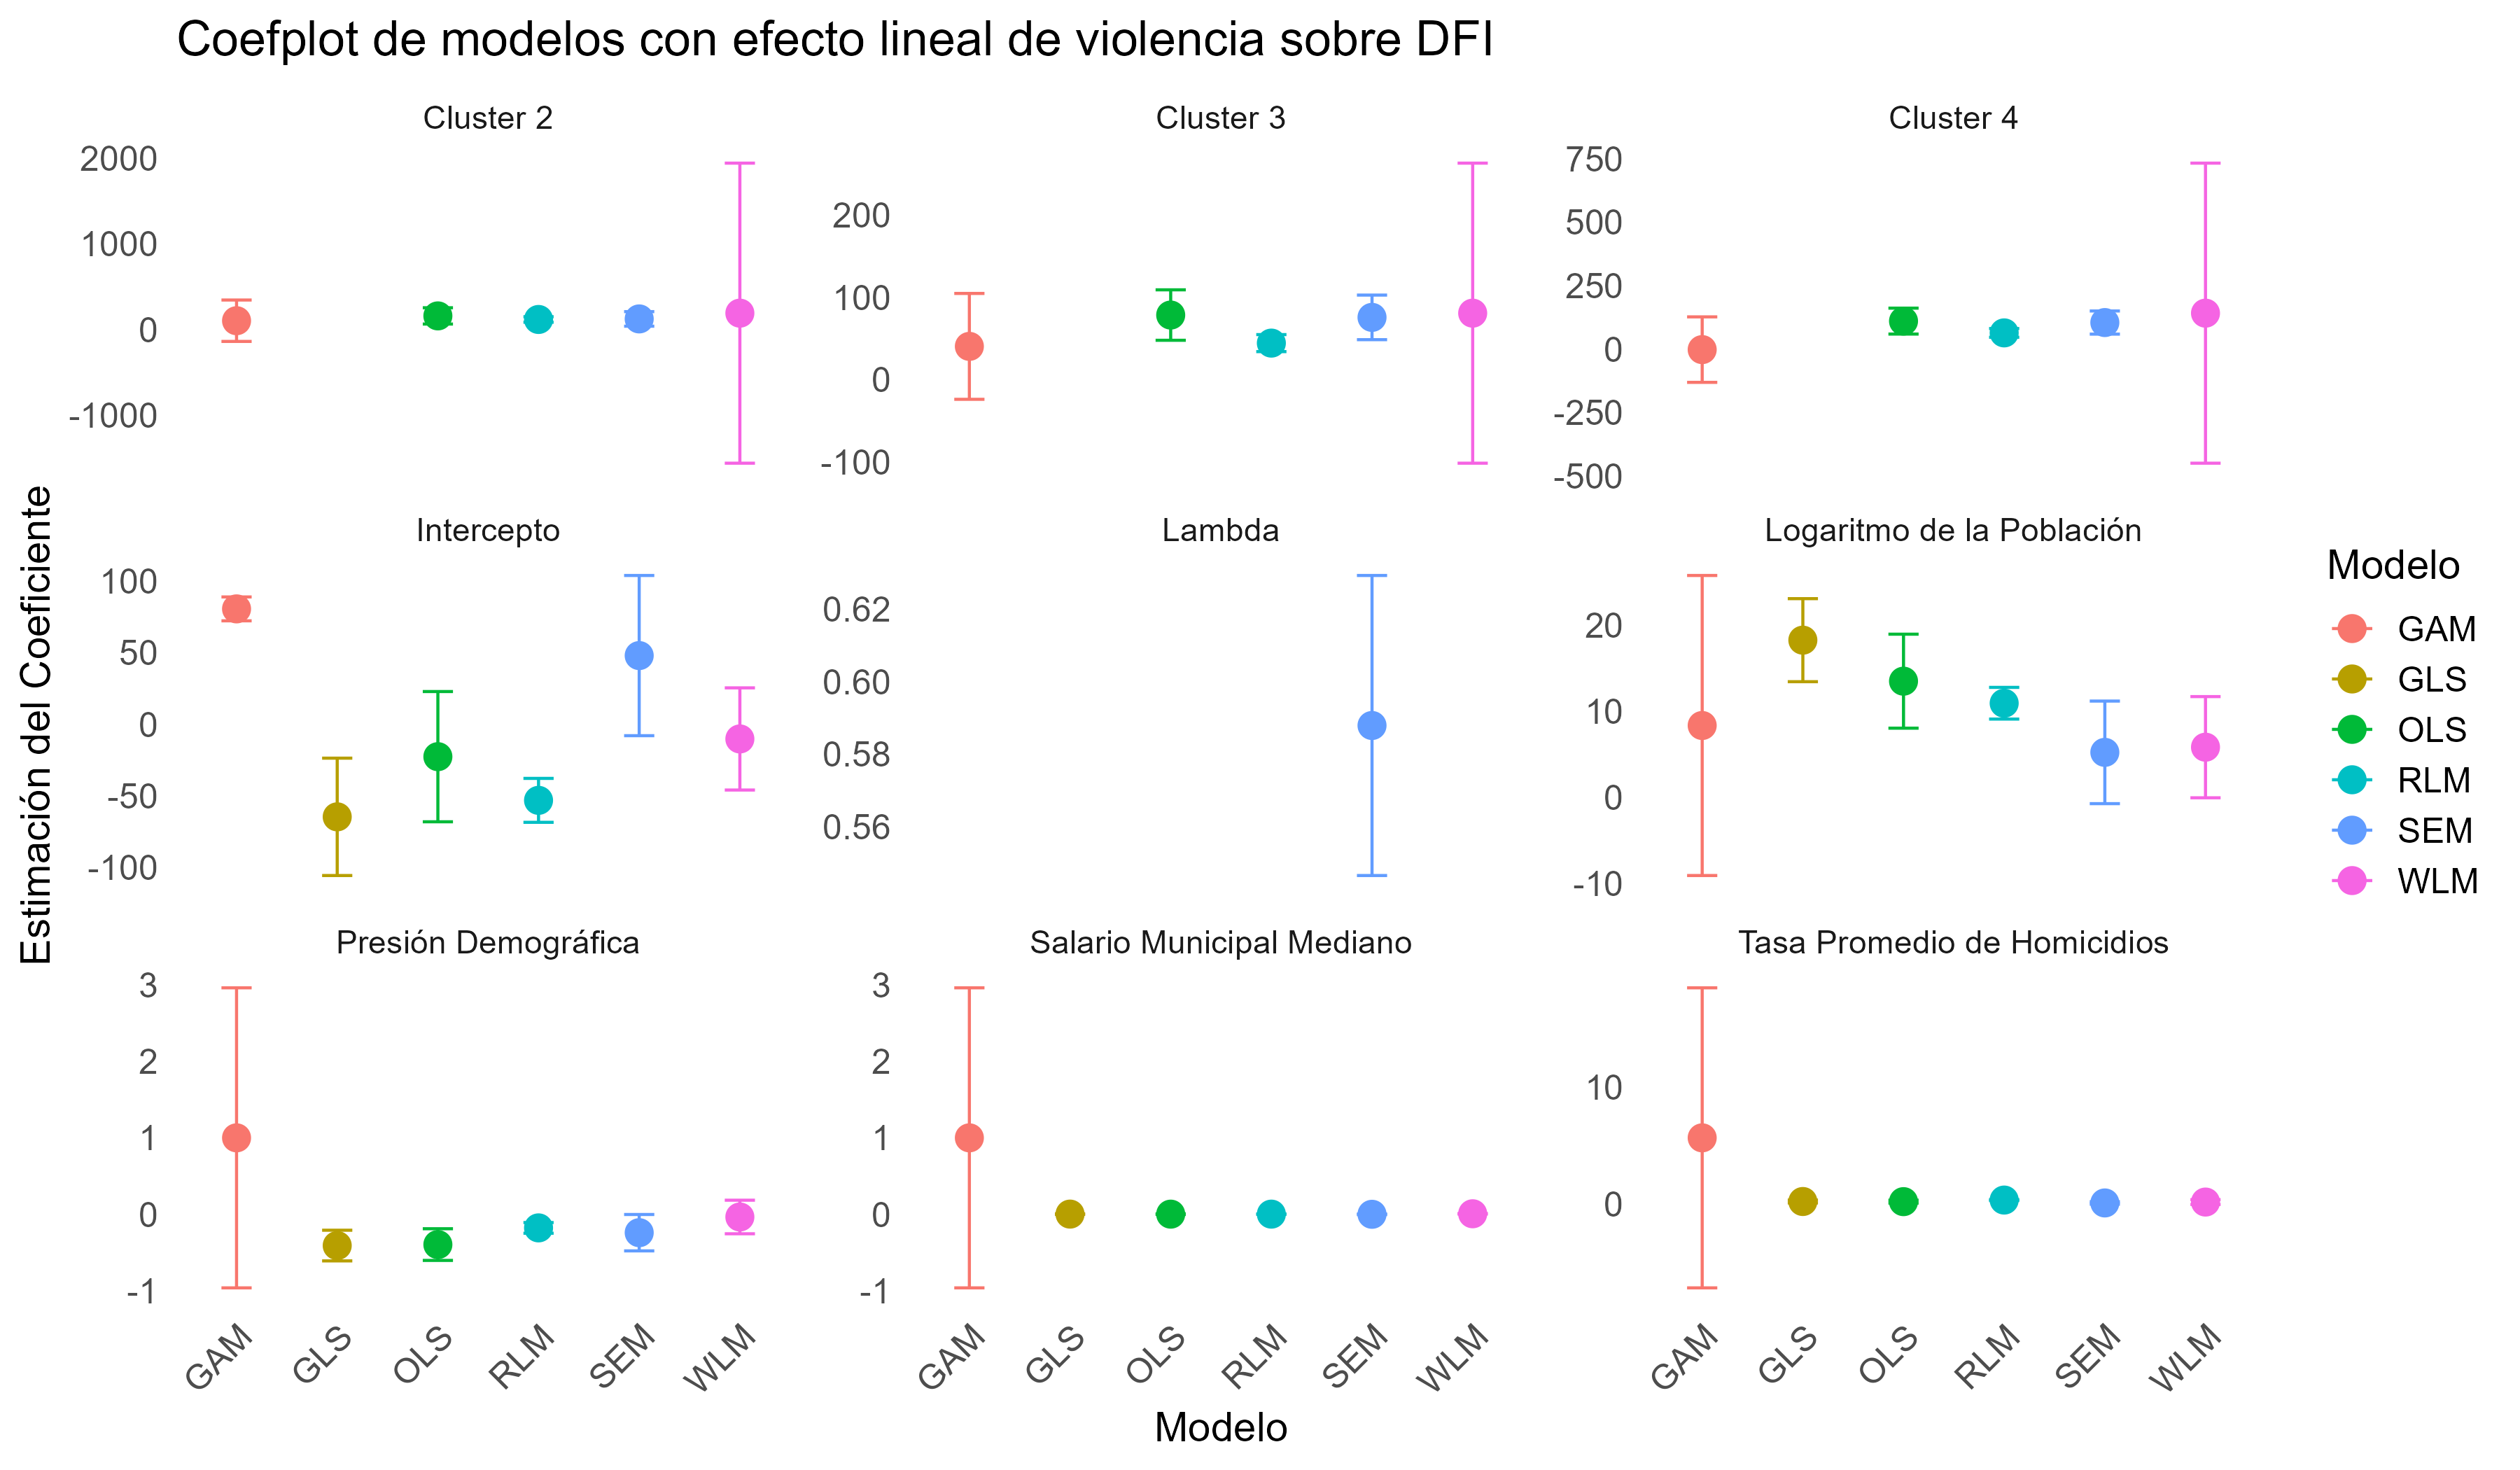 Coefplot de modelos con efecto lineal de violencia sobre DFI
Cluster 2
Cluster 3
Cluster 4
2000
1000
0
-1000
200
100
0
-100
750
500
250
0
-250
-500
Estimación del Coeficiente
Intercepto
Lambda
Logaritmo de la Población
100
50
0
-50
-100
0.62
0.60
0.58
0.56
20
10
0
-10
Modelo
GAM
GLS
OLS
RLM
SEM
WLM
Presión Demográfica
Salario Municipal Mediano
Tasa Promedio de Homicidios
3
2
1
0
-1
3
2
1
0
-1
10
0
GAM
GLS
OLS
RLM
SEM
WLM
GAM
GLS
OLS
RLM
SEM
WLM
GAM
GLS
OLS
RLM
SEM
WLM
Modelo